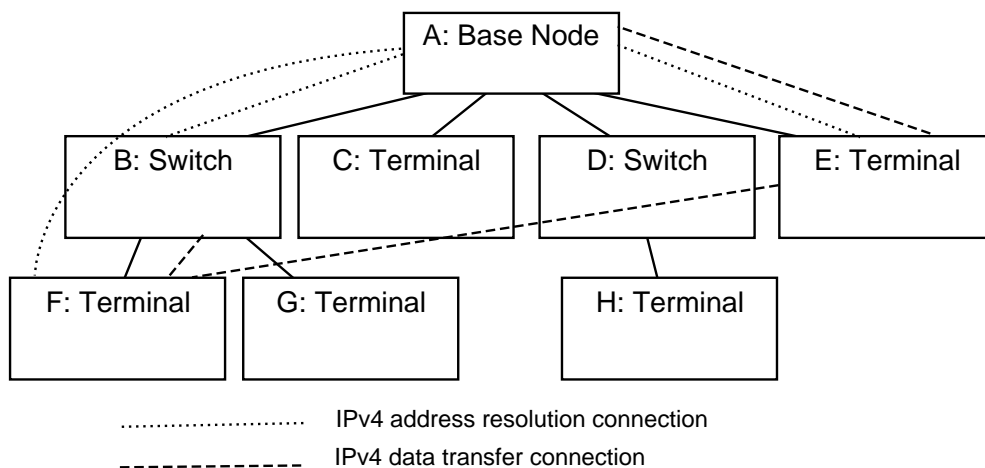 A: Base Node
B: Switch
C: Terminal
D: Switch
E: Terminal
F: Terminal
G: Terminal
H: Terminal
IPv4 address resolution connection
IPv4 data transfer connection